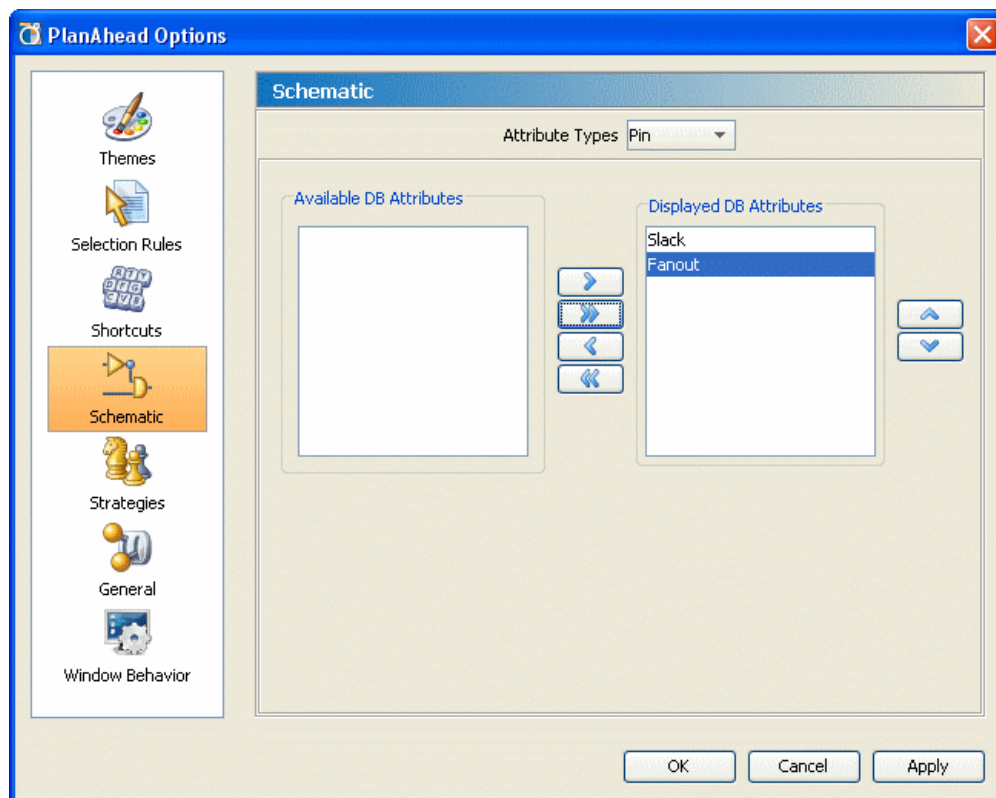 PlanAhead Options
Themes
Selection Rules
Shortcuts
Schematic
Strategies
General
Window Behavior
Schematic
Attribute Types Pin
Available DB Attributes
Displayed DB Attributes
Slack
Fanout
OK
Cancel
Apply